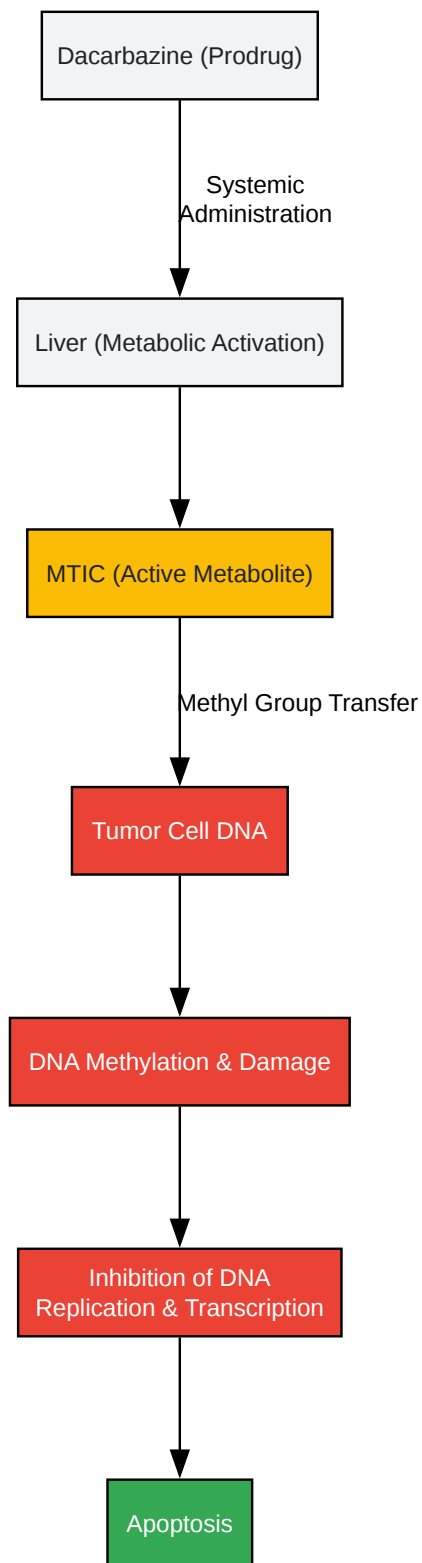 Dacarbazine (Prodrug)
Systemic
Administration
Liver (Metabolic Activation)
MTIC (Active Metabolite)
Methyl Group Transfer
Tumor Cell DNA
DNA Methylation & Damage
Inhibition of DNA
Replication & Transcription
Apoptosis